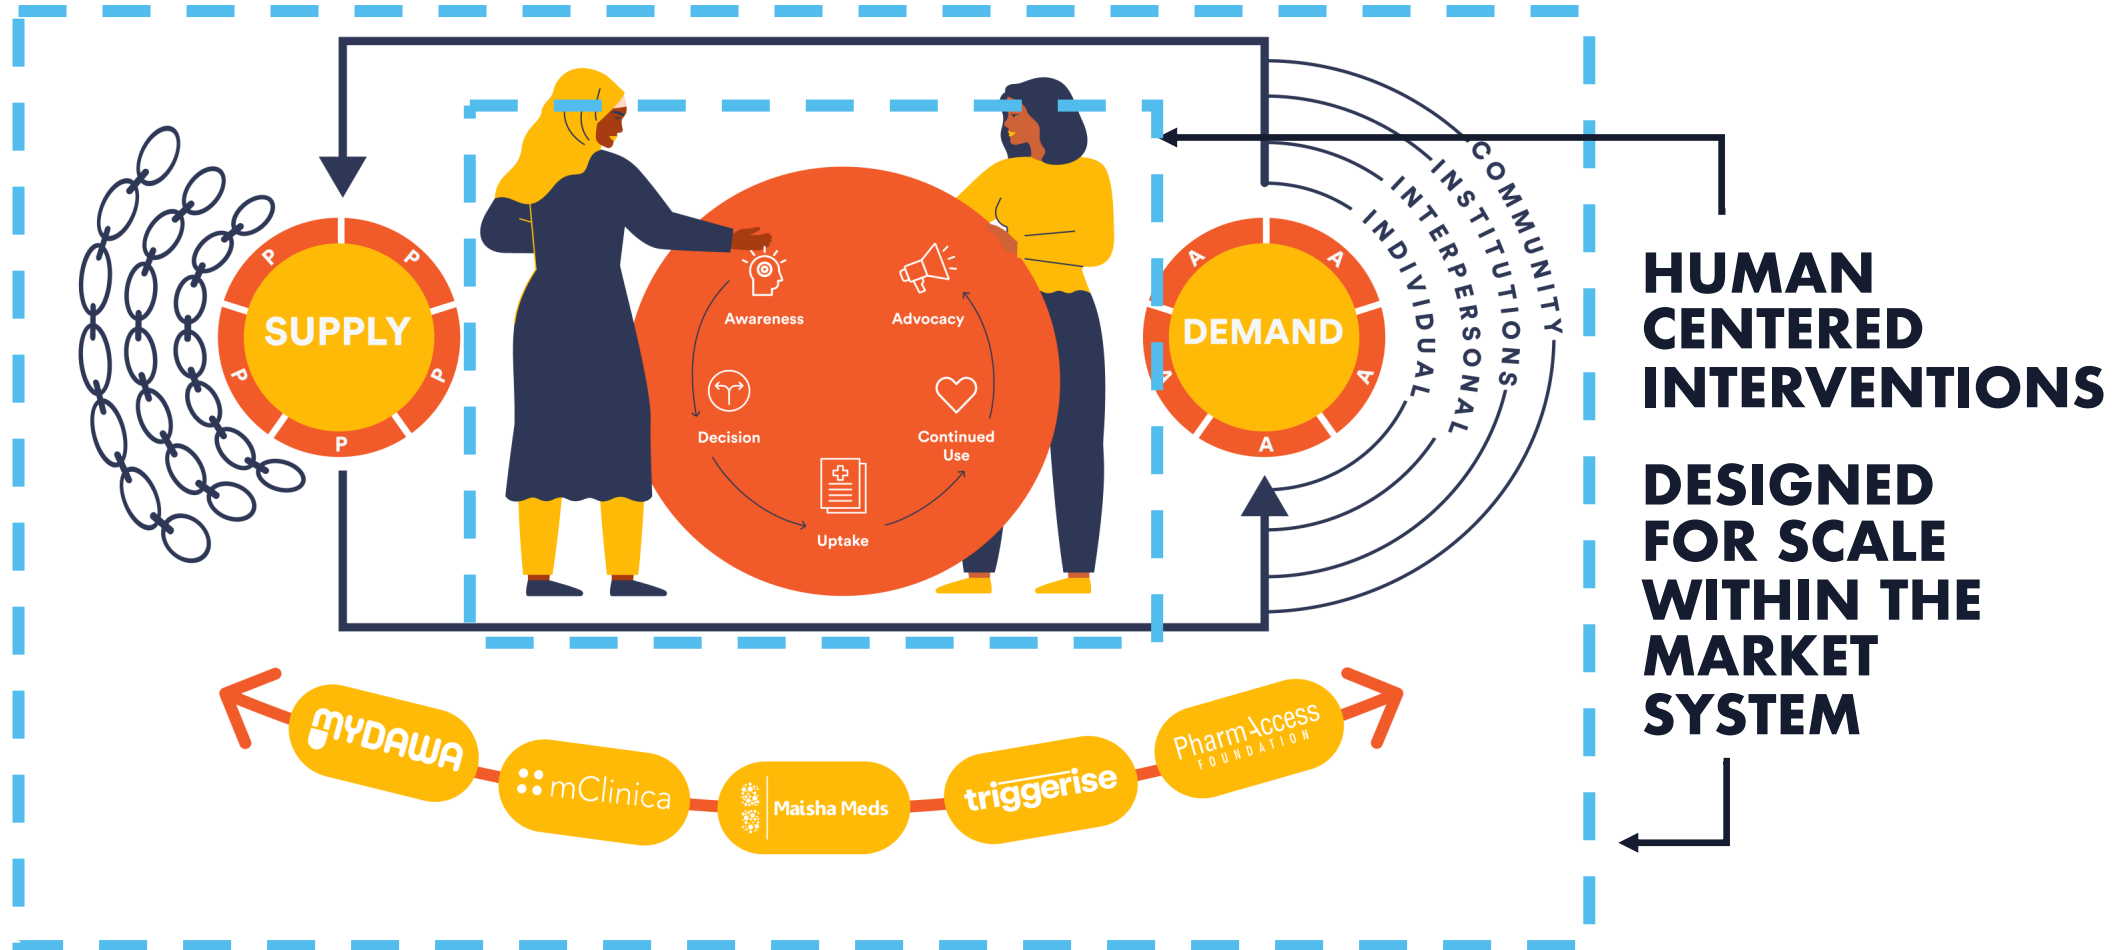 P
P
P
P
P
SUPPLY
Awareness
Decision
Uptake
Continued
Use
Advocacy
A
A
A
A
A
DEMAND
INDIVIDUAL
INTERPERSONAL
INSTITUTIONS
COMMUNITY
HUMAN
CENTERED
INTERVENTIONS
DESIGNED
FOR SCALE
WITHIN THE
MARKET
SYSTEM
MYDAWA
mClinica
Maisha Meds
triggerise
PharmAccess
FOUNDATION